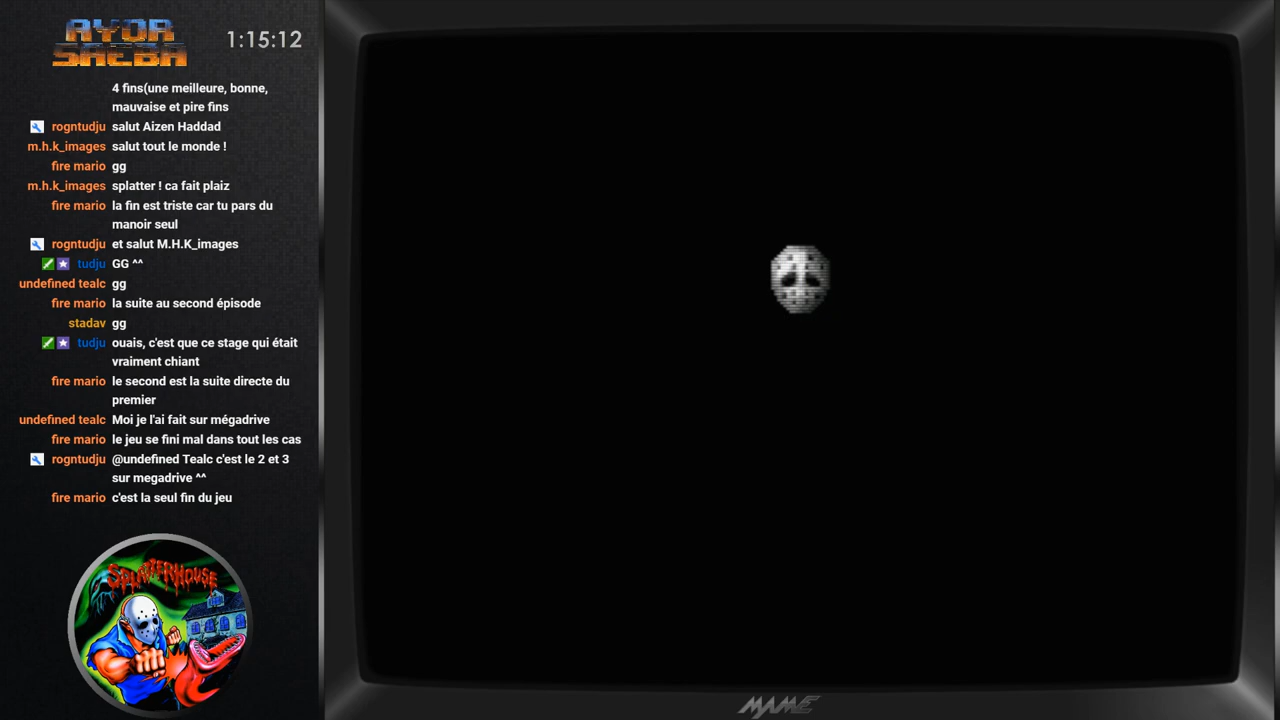 RYOR
SAEBA
1:15:12
4 fins(une meilleure, bonne,
mauvaise et pire fins
rogntudju salut Aizen Haddad
m.h.k_images salut tout le monde !
fire mario gg
m.h.k_images splatter ! ca fait plaiz
fire mario la fin est triste car tu pars du
manoir seul
rogntudju et salut M.H.K_images
tudju GG ^^
undefined tealc gg
fire mario la suite au second épisode
stadav gg
tudju ouais, c'est que ce stage qui était
vraiment chiant
fire mario le second est la suite directe du
premier
undefined tealc Moi je l'ai fait sur mégadrive
fire mario le jeu se fini mal dans tout les cas
rogntudju @undefined Tealc c'est le 2 et 3
sur megadrive ^^
fire mario c'est la seul fin du jeu
SPLATTERHOUSE
MAME